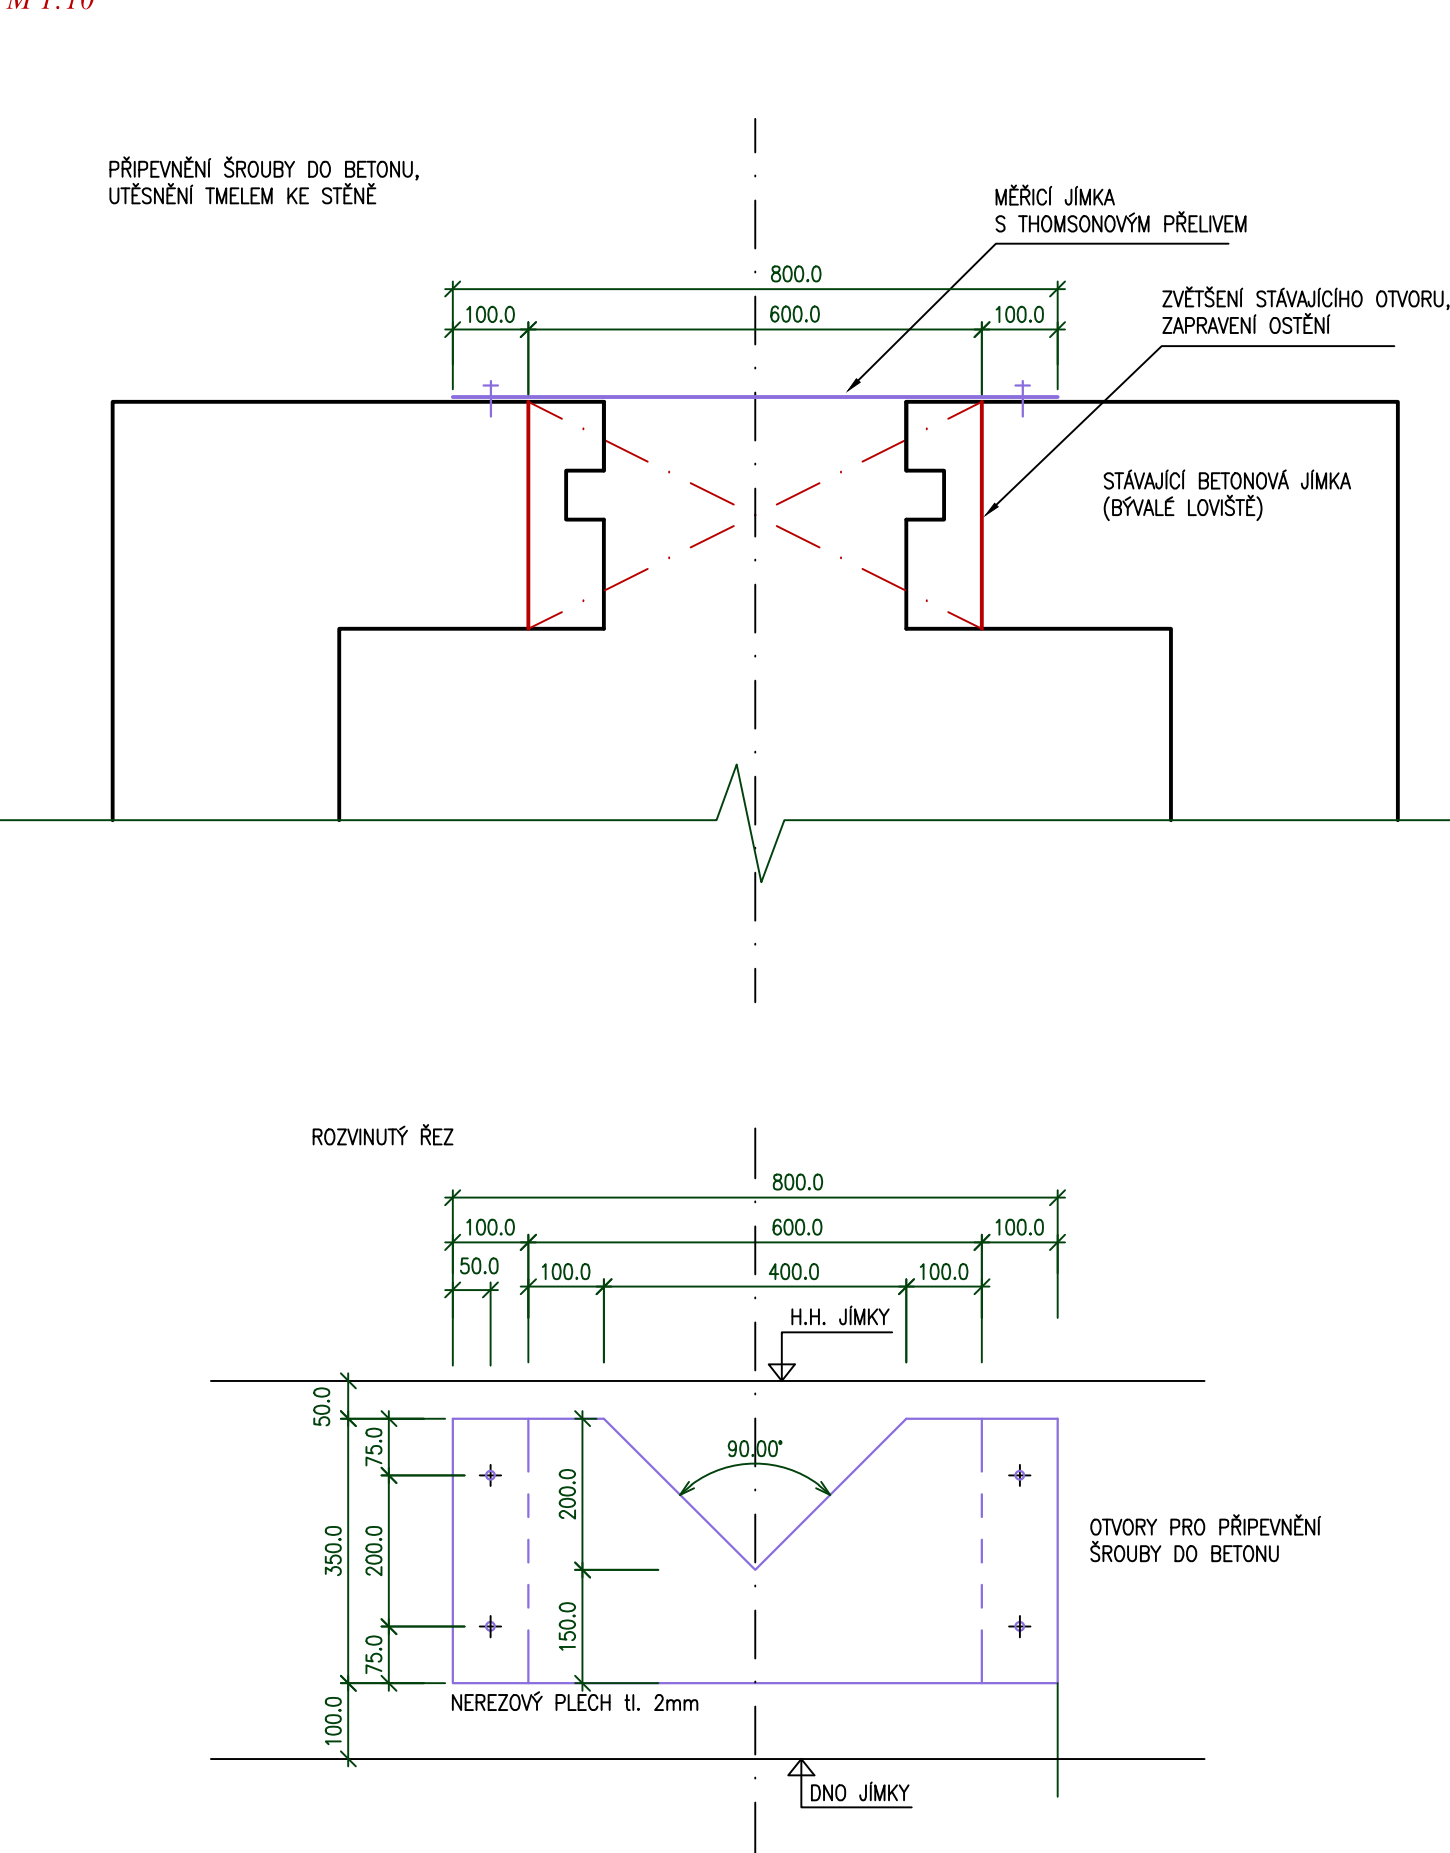 M 1:10
PŘIPEVNĚNÍ ŠROUBY DO BETONU,
UTĚSNĚNÍ TMELEM KE STĚNĚ
MĚŘICÍ JÍMKA
S THOMSONOVÝM PŘELIVEM
800.0
ZVĚTŠENÍ STÁVAJÍCÍHO OTVORU,
ZAPRAVENÍ OSTĚNÍ
100.0 600.0 100.0
STÁVAJÍCÍ BETONOVÁ JÍMKA
(BÝVALÉ LOVIŠTĚ)
ROZVINUTÝ ŘEZ
800.0
100.0 600.0 100.0
50.0 100.0 400.0 100.0
H.H. JÍMKY
50.0
75.0
90.00°
200.0
350.0
200.0
OTVORY PRO PŘIPEVNĚNÍ
ŠROUBY DO BETONU
150.0
75.0
NEREZOVÝ PLECH tl. 2mm
100.0
DNO JÍMKY